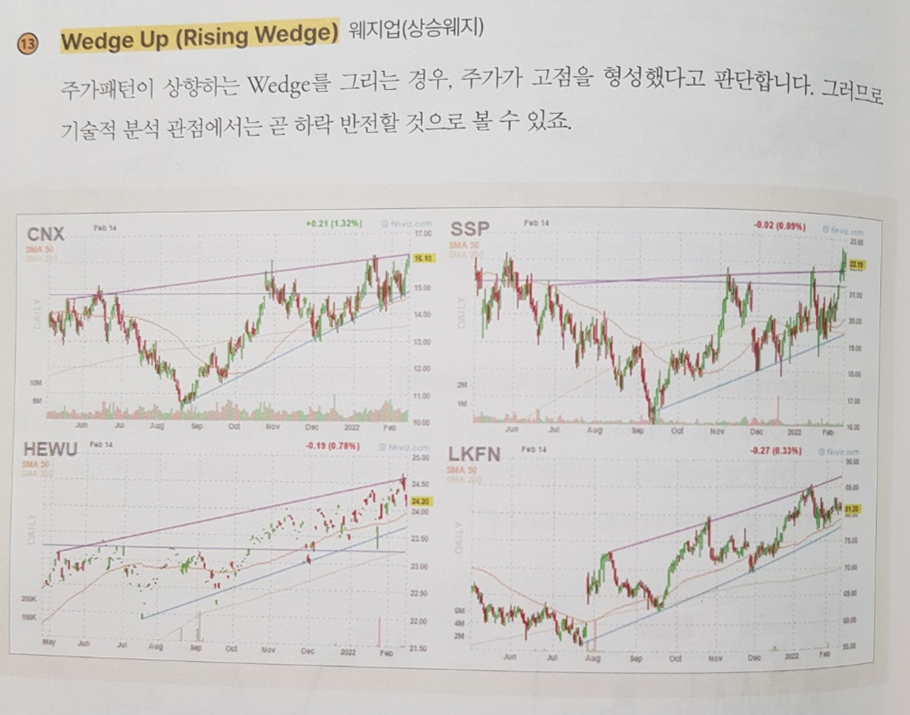 13 Wedge Up (Rising Wedge) 웨지업(상승웨지)
주가패턴이 상향하는 Wedge를 그리는 경우, 주가가 고점을 형성했다고 판단합니다. 그러므로
기술적 분석 관점에서는 곧 하락 반전할 것으로 볼 수 있죠.
CNX Feb 14 +0.21 (1.32%) finviz.com
SMA 50
SMA 200
17.00
16.10
15.00
14.00
13.00
12.00
11.00
10.00
DAILY
10M
5M
Jun Jul Aug Sep Oct Nov Dec 2022 Feb
SSP Feb 14 -0.02 (0.09%) finviz.com
SMA 50
SMA 200
23.00
22.15
21.00
20.00
19.00
18.00
17.00
16.00
DAILY
2M
1M
Jun Jul Aug Sep Oct Nov Dec 2022 Feb
HEWU Feb 14 -0.19 (0.78%) finviz.com
SMA 50
SMA 200
25.00
24.50
24.20
24.00
23.50
23.00
22.50
22.00
21.50
DAILY
200K
100K
May Jun Jul Aug Sep Oct Nov Dec 2022 Feb
LKFN Feb 14 -0.27 (0.33%) finviz.com
SMA 50
SMA 200
90.00
85.00
81.20
75.00
70.00
65.00
60.00
55.00
DAILY
6M
4M
2M
Jun Jul Aug Sep Oct Nov Dec 2022 Feb